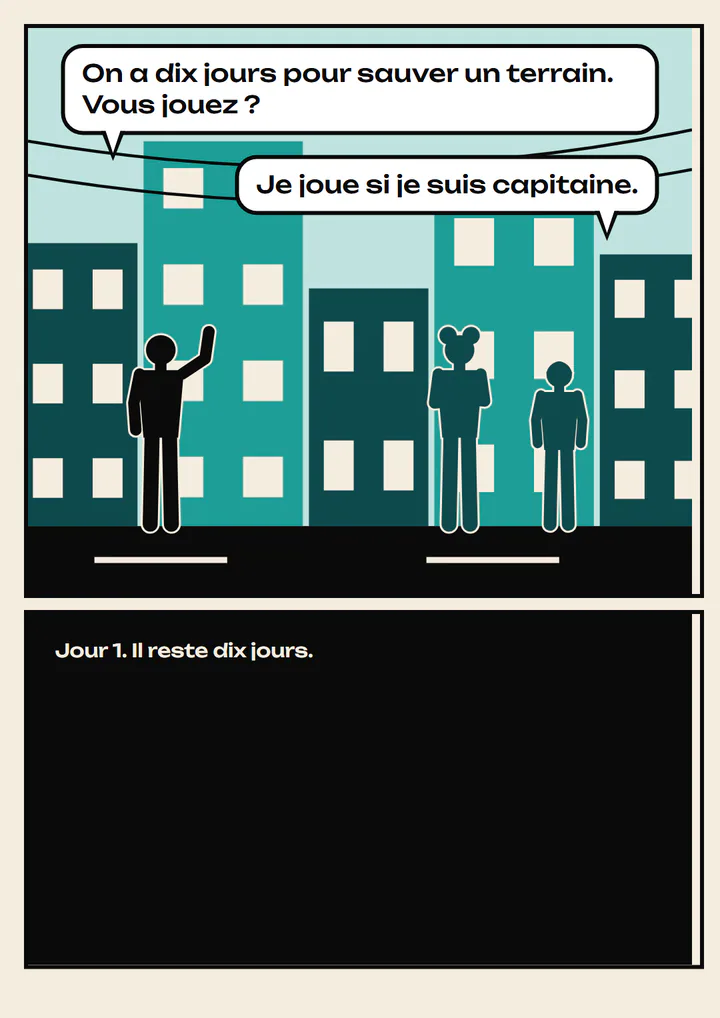 On a dix jours pour sauver un terrain.
Vous jouez ?
Je joue si je suis capitaine.
Jour 1. Il reste dix jours.